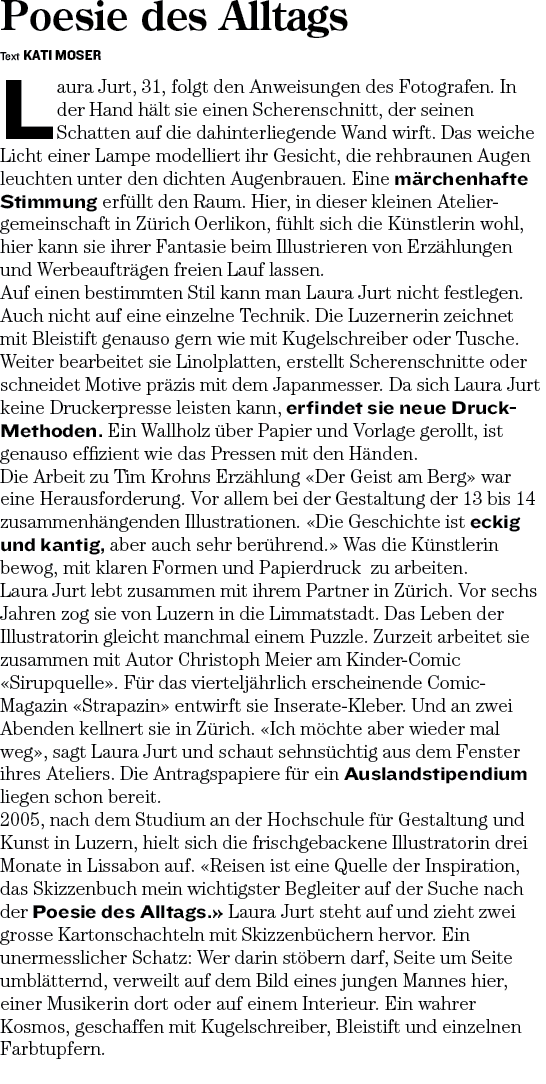 Poesie des Alltags
Text KATI MOSER
Laura Jurt, 31, folgt den Anweisungen des Fotografen. In
der Hand hält sie einen Scherenschnitt, der seinen
Schatten auf die dahinterliegende Wand wirft. Das weiche
Licht einer Lampe modelliert ihr Gesicht, die rehbraunen Augen
leuchten unter den dichten Augenbrauen. Eine märchenhafte
Stimmung erfüllt den Raum. Hier, in dieser kleinen Atelier-
gemeinschaft in Zürich Oerlikon, fühlt sich die Künstlerin wohl,
hier kann sie ihrer Fantasie beim Illustrieren von Erzählungen
und Werbeaufträgen freien Lauf lassen.
Auf einen bestimmten Stil kann man Laura Jurt nicht festlegen.
Auch nicht auf eine einzelne Technik. Die Luzernerin zeichnet
mit Bleistift genauso gern wie mit Kugelschreiber oder Tusche.
Weiter bearbeitet sie Linolplatten, erstellt Scherenschnitte oder
schneidet Motive präzis mit dem Japanmesser. Da sich Laura Jurt
keine Druckerpresse leisten kann, erfindet sie neue Druck-
Methoden. Ein Wallholz über Papier und Vorlage gerollt, ist
genauso effizient wie das Pressen mit den Händen.
Die Arbeit zu Tim Krohns Erzählung «Der Geist am Berg» war
eine Herausforderung. Vor allem bei der Gestaltung der 13 bis 14
zusammenhängenden Illustrationen. «Die Geschichte ist eckig
und kantig, aber auch sehr berührend.» Was die Künstlerin
bewog, mit klaren Formen und Papierdruck zu arbeiten.
Laura Jurt lebt zusammen mit ihrem Partner in Zürich. Vor sechs
Jahren zog sie von Luzern in die Limmatstadt. Das Leben der
Illustratorin gleicht manchmal einem Puzzle. Zurzeit arbeitet sie
zusammen mit Autor Christoph Meier am Kinder-Comic
«Sirupquelle». Für das vierteljährlich erscheinende Comic-
Magazin «Strapazin» entwirft sie Inserate-Kleber. Und an zwei
Abenden kellnert sie in Zürich. «Ich möchte aber wieder mal
weg», sagt Laura Jurt und schaut sehnsüchtig aus dem Fenster
ihres Ateliers. Die Antragspapiere für ein Auslandstipendium
liegen schon bereit.
2005, nach dem Studium an der Hochschule für Gestaltung und
Kunst in Luzern, hielt sich die frischgebackene Illustratorin drei
Monate in Lissabon auf. «Reisen ist eine Quelle der Inspiration,
das Skizzenbuch mein wichtigster Begleiter auf der Suche nach
der Poesie des Alltags.» Laura Jurt steht auf und zieht zwei
grosse Kartonschachteln mit Skizzenbüchern hervor. Ein
unermesslicher Schatz: Wer darin stöbern darf, Seite um Seite
umblätternd, verweilt auf dem Bild eines jungen Mannes hier,
einer Musikerin dort oder auf einem Interieur. Ein wahrer
Kosmos, geschaffen mit Kugelschreiber, Bleistift und einzelnen
Farbtupfern.